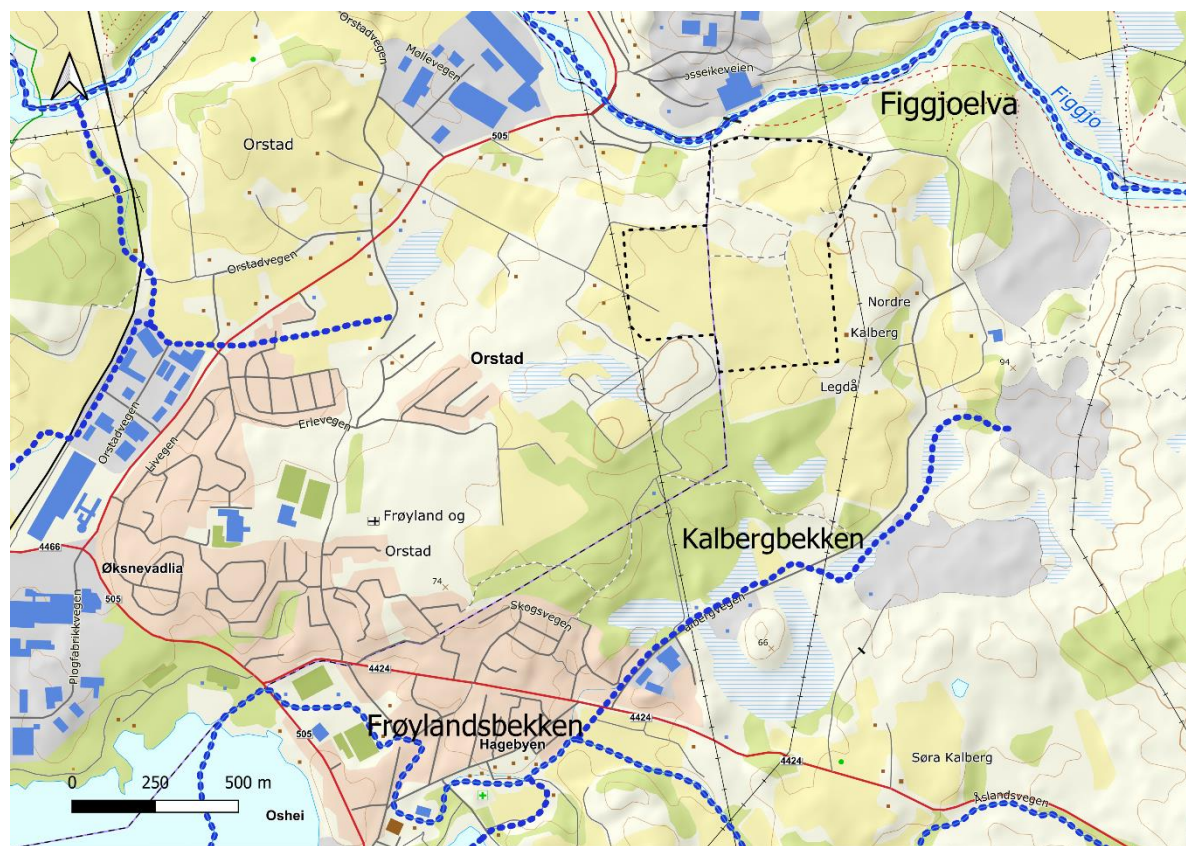 Orstadvegen
Møllevegen
505
osseikeveien
Figgjoelva
Figgjo
Orstad
Orstadvegen
Nordre
Kalberg
Legdå
94
Orstad
Erlevegen
Livegen
Orstadvegen
Frøyland og
Orstad
74
4466
Øksnevadlia
505
Plogfabrikkvegen
Kalbergbekken
Skogsvegen
albergvegen
66
4424
Frøylandsbekken
4424
505
Hagebyen
4424
Søra Kalberg
Åslandsvegen
0 250 500 m
Oshei